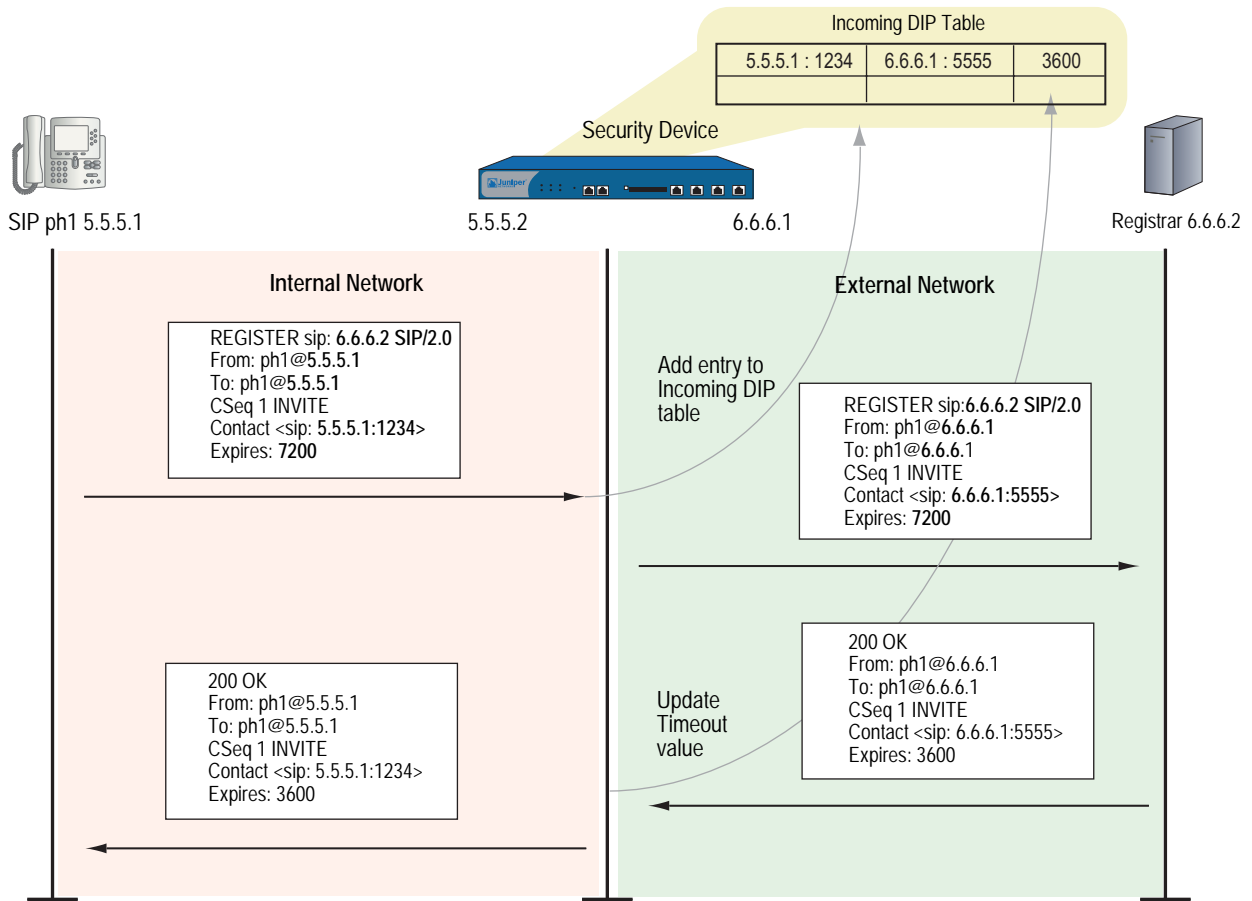 Incoming DIP Table
5.5.5.1 : 1234 6.6.6.1 : 5555 3600
Security Device
Juniper
SIP ph1 5.5.5.1
5.5.5.2
6.6.6.1
Registrar 6.6.6.2
Internal Network
External Network
REGISTER sip: 6.6.6.2 SIP/2.0
From: ph1@5.5.5.1
To: ph1@5.5.5.1
CSeq 1 INVITE
Contact <sip: 5.5.5.1:1234>
Expires: 7200
Add entry to
Incoming DIP
table
REGISTER sip:6.6.6.2 SIP/2.0
From: ph1@6.6.6.1
To: ph1@6.6.6.1
CSeq 1 INVITE
Contact <sip: 6.6.6.1:5555>
Expires: 7200
200 OK
From: ph1@5.5.5.1
To: ph1@5.5.5.1
CSeq 1 INVITE
Contact <sip: 5.5.5.1:1234>
Expires: 3600
Update
Timeout
value
200 OK
From: ph1@6.6.6.1
To: ph1@6.6.6.1
CSeq 1 INVITE
Contact <sip: 6.6.6.1:5555>
Expires: 3600